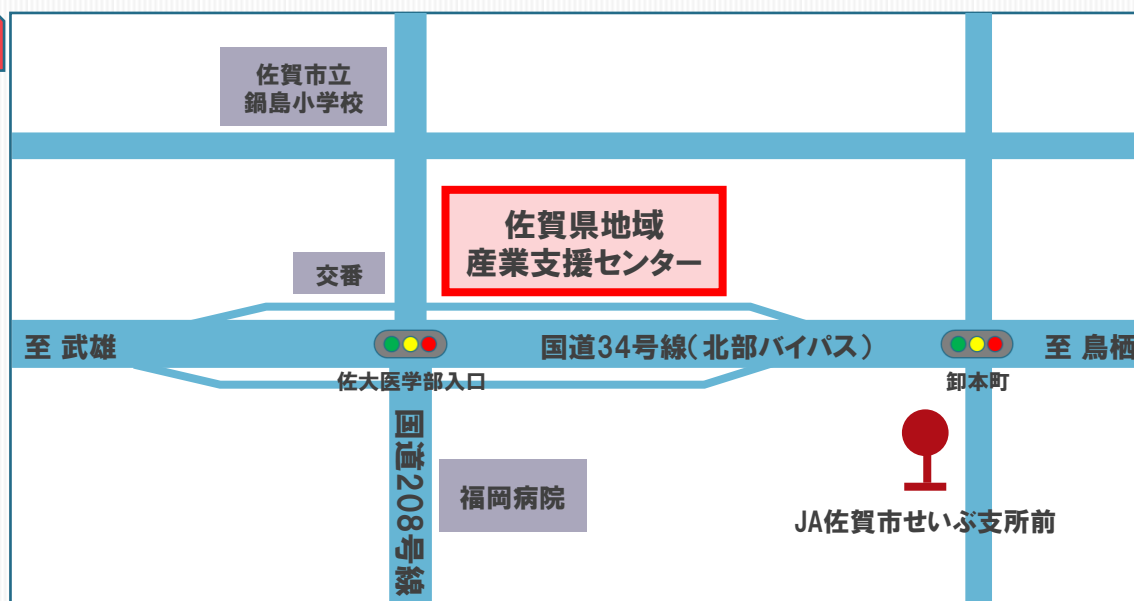 佐賀市立
鍋島小学校
佐賀県地域
産業支援センター
交番
至 武雄
国道34号線(北部バイパス)
至 鳥栖
佐大医学部入口
卸本町
国道208号線
福岡病院
JA佐賀市せいぶ支所前